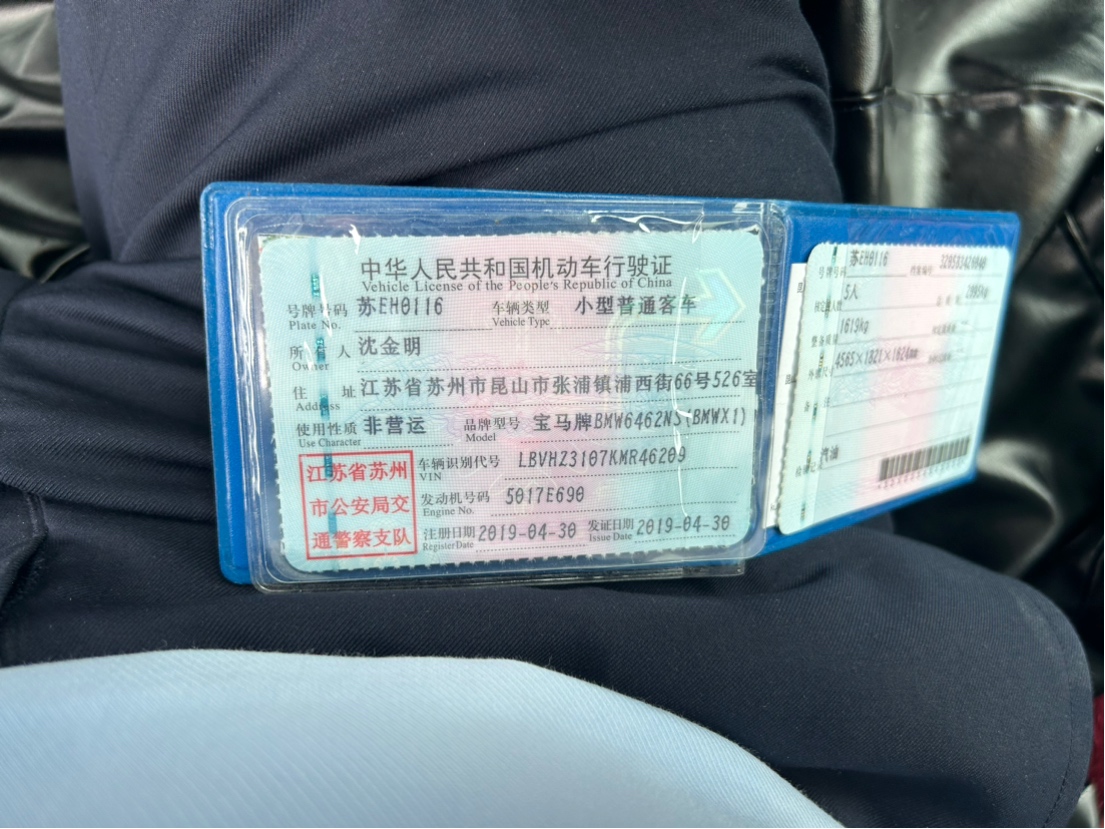 中华人民共和国机动车行驶证
Vehicle License of the People's Republic of China
号牌号码 苏EH0116 车辆类型 小型普通客车
Plate No. Vehicle Type
所有人 沈金明
Owner
住址 江苏省苏州市昆山市张浦镇浦西街66号526室
Address
使用性质 非营运 品牌型号 宝马牌BMW6462NS(BMWX1)
Use Character Model
江苏省苏州
市公安局交
通警察支队
车辆识别代号 LBVHZ3107KMR46209
VIN
发动机号码 5017E690
Engine No.
注册日期 2019-04-30 发证日期 2019-04-30
Register Date Issue Date
号牌号码 苏EH0116
5人
1619kg
4565×1821×1624mm
备注
汽油